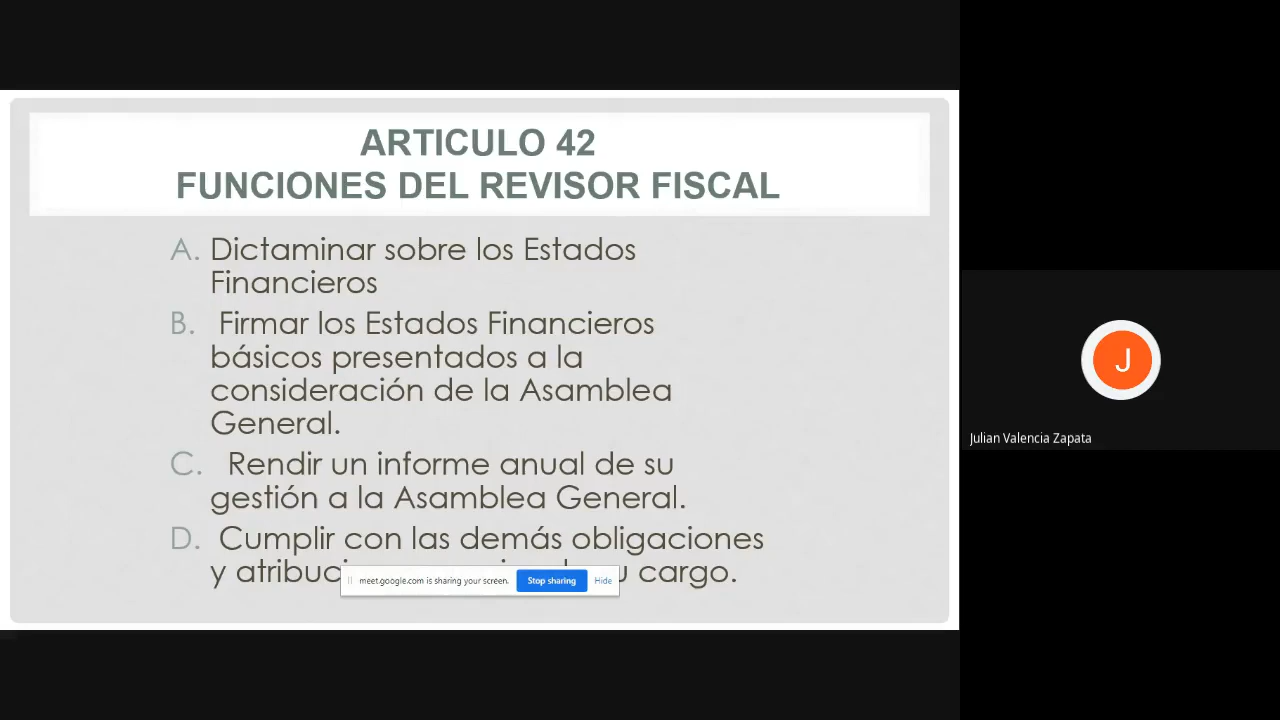 ARTICULO 42
FUNCIONES DEL REVISOR FISCAL
A. Dictaminar sobre los Estados
Financieros
B. Firmar los Estados Financieros
básicos presentados a la
consideración de la Asamblea
General.
C. Rendir un informe anual de su
gestión a la Asamblea General.
D. Cumplir con las demás obligaciones
y cargo.
meet.google.com is sharing your screen. Stop sharing Hide
J
Julian Valencia Zapata